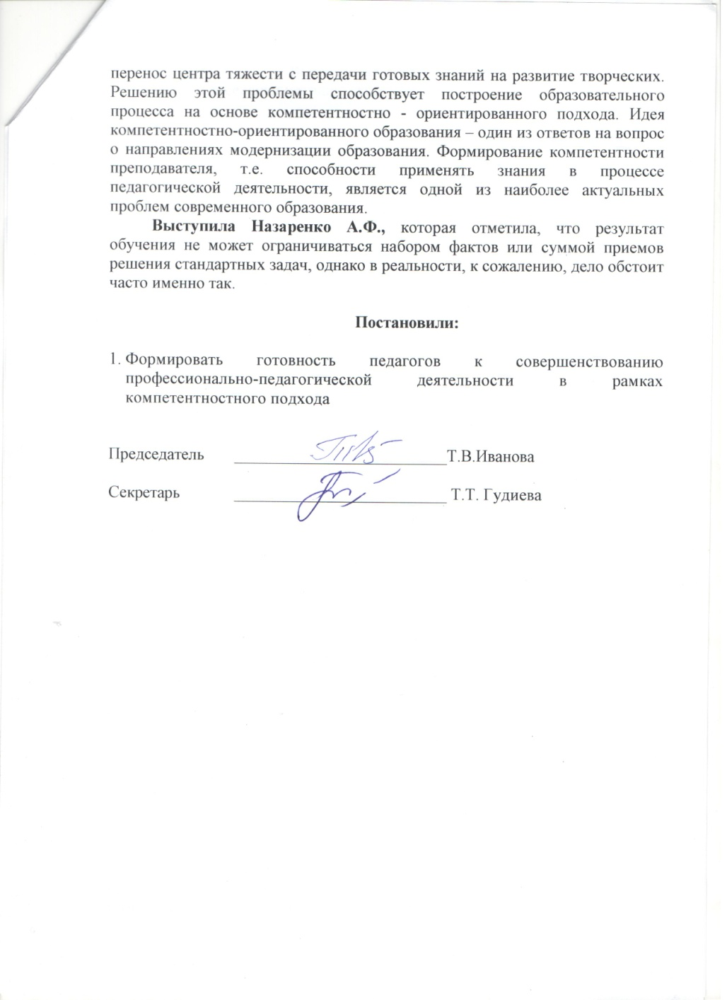 перенос центра тяжести с передачи готовых знаний на развитие творческих.
Решению этой проблемы способствует построение образовательного
процесса на основе компетентностно - ориентированного подхода. Идея
компетентностно-ориентированного образования – один из ответов на вопрос
о направлениях модернизации образования. Формирование компетентности
преподавателя, т.е. способности применять знания в процессе
педагогической деятельности, является одной из наиболее актуальных
проблем современного образования.
Выступила Назаренко А.Ф., которая отметила, что результат
обучения не может ограничиваться набором фактов или суммой приемов
решения стандартных задач, однако в реальности, к сожалению, дело обстоит
часто именно так.
Постановили:
1. Формировать готовность педагогов к совершенствованию
профессионально-педагогической деятельности в рамках
компетентностного подхода
Председатель Т.В.Иванова
Секретарь Т.Т. Гудиева